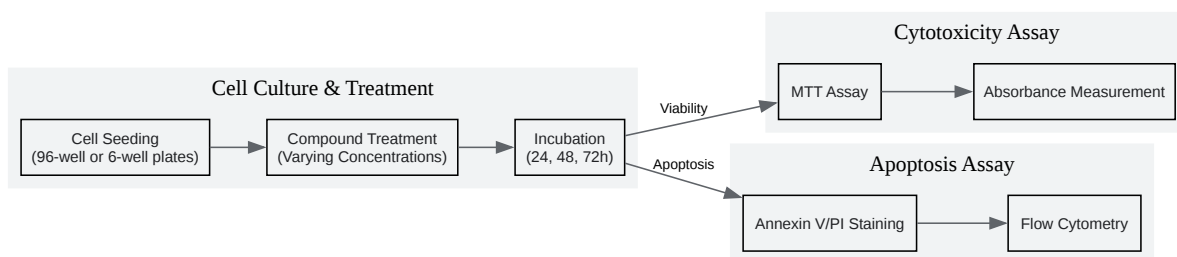 Cell Culture & Treatment
Cell Seeding
(96-well or 6-well plates)
Compound Treatment
(Varying Concentrations)
Incubation
(24, 48, 72h)
Viability
Apoptosis
Cytotoxicity Assay
MTT Assay
Absorbance Measurement
Apoptosis Assay
Annexin V/PI Staining
Flow Cytometry